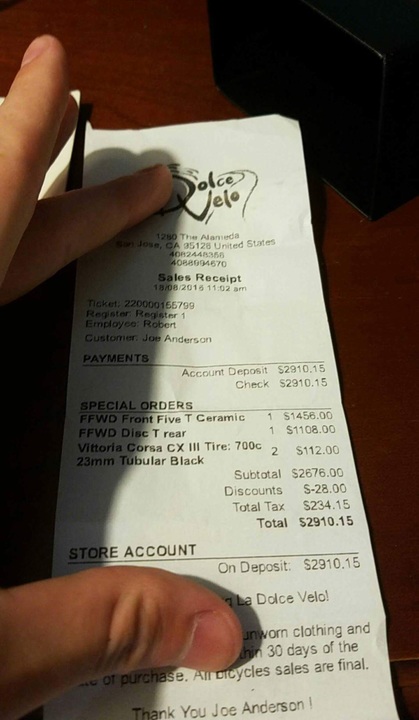 Dolce
Velo
1280 The Alameda
San Jose, CA 95128 United States
4082448356
4088994670
Sales Receipt
18/08/2016 11:02 am
Ticket: 220000155799
Register: Register 1
Employee: Robert
Customer: Joe Anderson
PAYMENTS
Account Deposit $2910.15
Check $2910.15
SPECIAL ORDERS
FFWD Front Five T Ceramic 1 $1456.00
FFWD Disc T rear 1 $1108.00
Vittoria Corsa CX III Tire: 700c 2 $112.00
23mm Tubular Black
Subtotal $2676.00
Discounts $-28.00
Total Tax $234.15
Total $2910.15
STORE ACCOUNT
On Deposit: $2910.15
La Dolce Velo!
unworn clothing and
30 days of the
of purchase. All bicycles sales are final.
Thank You Joe Anderson !